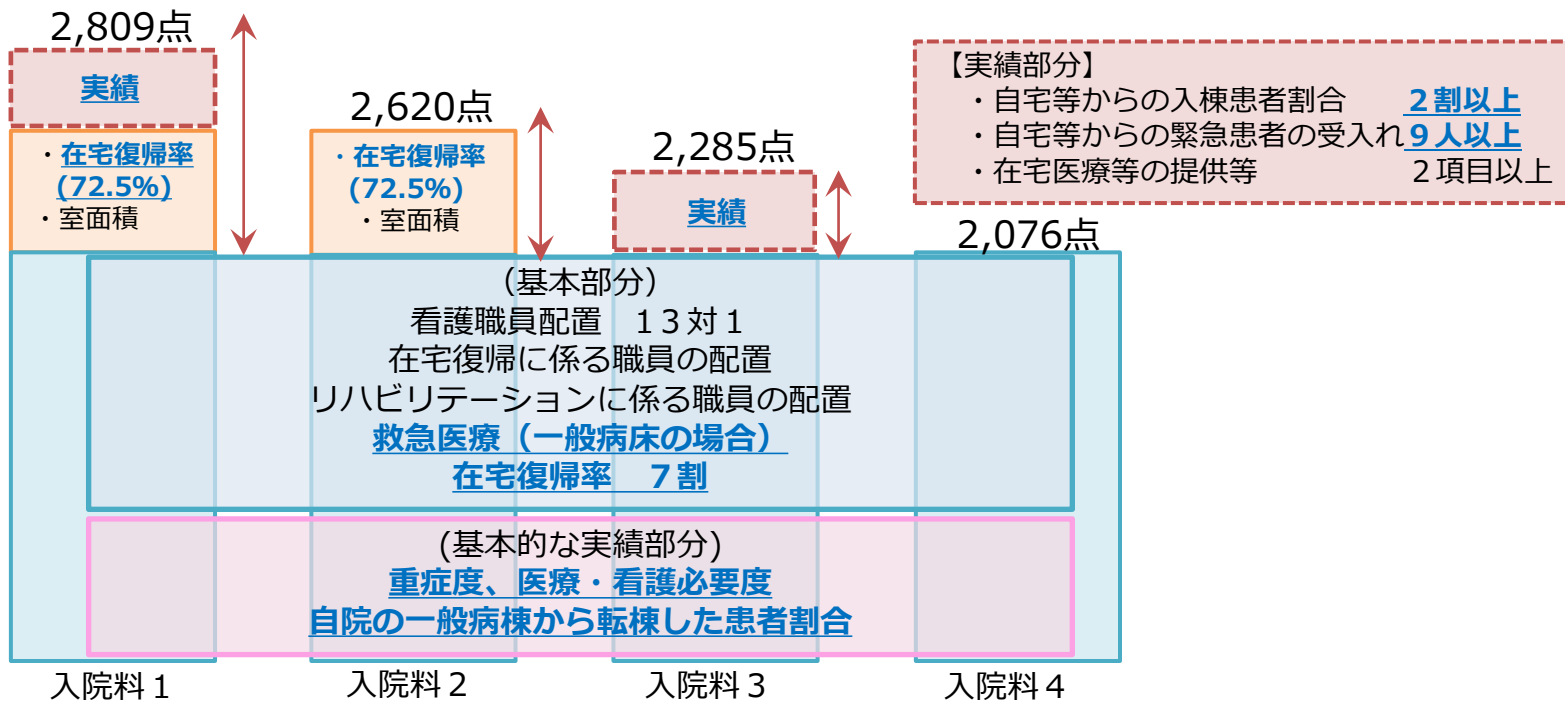 2,809点
実績
・在宅復帰率
(72.5%)
・室面積
2,620点
・在宅復帰率
(72.5%)
・室面積
2,285点
実績
【実績部分】
・自宅等からの入棟患者割合　２割以上
・自宅等からの緊急患者の受入れ ９人以上
・在宅医療等の提供等　２項目以上
2,076点
（基本部分）
看護職員配置　１３対１
在宅復帰に係る職員の配置
リハビリテーションに係る職員の配置
救急医療（一般病床の場合）
在宅復帰率　７割
(基本的な実績部分)
重症度、医療・看護必要度
自院の一般病棟から転棟した患者割合
入院料１
入院料２
入院料３
入院料４